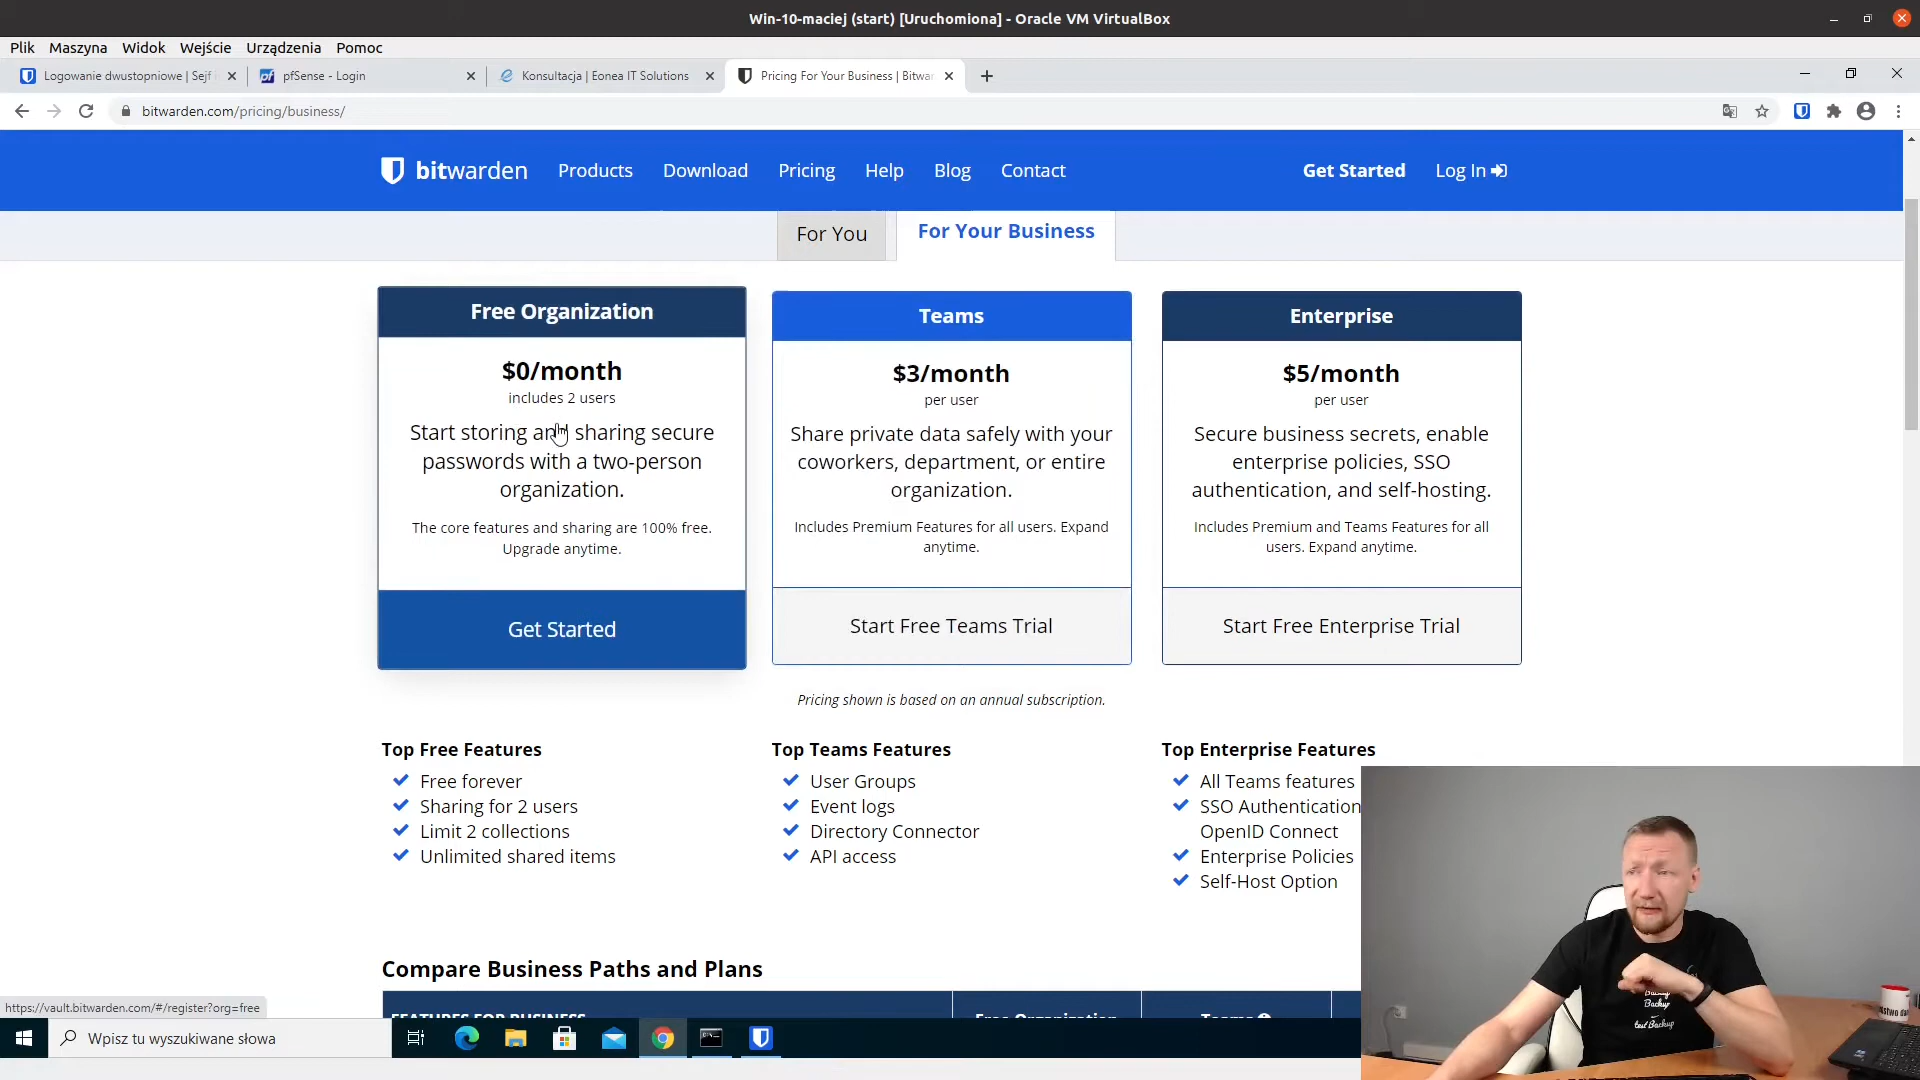 Win-10-maciej (start) [Uruchomiona] - Oracle VM VirtualBox
Plik Maszyna Widok Wejście Urządzenia Pomoc
Logowanie dwustopniowe | Sejf
pfSense - Login
Konsultacja | Eonea IT Solutions
Pricing For Your Business | Bitwar
bitwarden.com/pricing/business/
bitwarden Products Download Pricing Help Blog Contact Get Started Log In
For You
For Your Business
Free Organization
$0/month
includes 2 users
Start storing and sharing secure
passwords with a two-person
organization.
The core features and sharing are 100% free.
Upgrade anytime.
Get Started
Teams
$3/month
per user
Share private data safely with your
coworkers, department, or entire
organization.
Includes Premium Features for all users. Expand
anytime.
Start Free Teams Trial
Enterprise
$5/month
per user
Secure business secrets, enable
enterprise policies, SSO
authentication, and self-hosting.
Includes Premium and Teams Features for all
users. Expand anytime.
Start Free Enterprise Trial
Pricing shown is based on an annual subscription.
Top Free Features
Free forever
Sharing for 2 users
Limit 2 collections
Unlimited shared items
Top Teams Features
User Groups
Event logs
Directory Connector
API access
Top Enterprise Features
All Teams features
SSO Authentication
OpenID Connect
Enterprise Policies
Self-Host Option
Compare Business Paths and Plans
FEATURES FOR BUSINESS Free Organization Teams
https://vault.bitwarden.com/#/register?org=free
Wpisz tu wyszukiwane słowa
Backup
test Backup